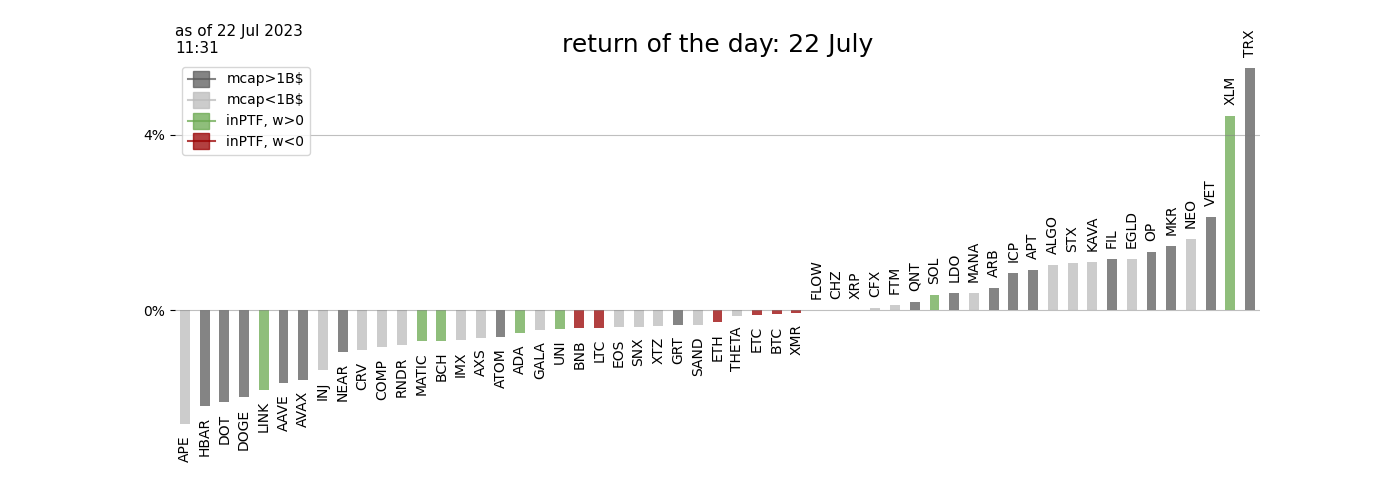 as of 22 Jul 2023
11:31
return of the day: 22 July
mcap>1B$
mcap<1B$
inPTF, w>0
inPTF, w<0
4%
0%
APE
HBAR
DOT
DOGE
LINK
AAVE
AVAX
INJ
NEAR
CRV
COMP
RNDR
MATIC
BCH
IMX
AXS
ATOM
ADA
GALA
UNI
BNB
LTC
EOS
SNX
XTZ
GRT
SAND
ETH
THETA
ETC
BTC
XMR
FLOW
CHZ
XRP
CFX
FTM
QNT
SOL
LDO
MANA
ARB
ICP
APT
ALGO
STX
KAVA
FIL
EGLD
OP
MKR
NEO
VET
XLM
TRX